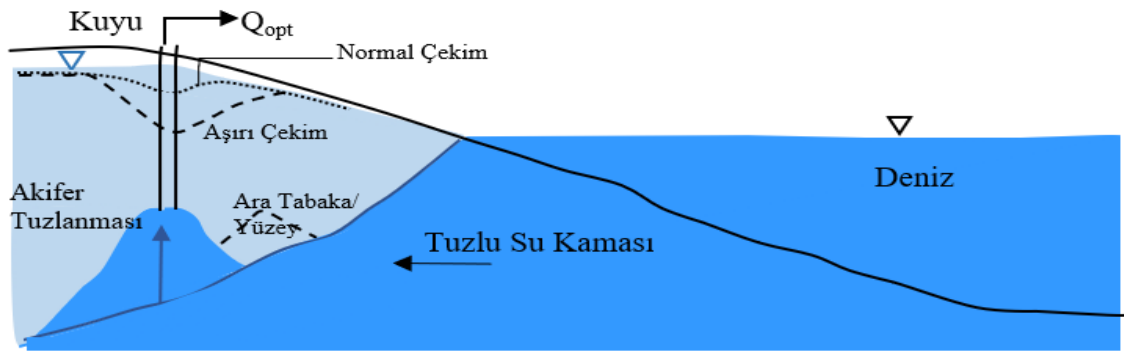 Kuyu
Qopt
Normal Çekim
Aşırı Çekim
Deniz
Akifer
Tuzlanması
Ara Tabaka/
Yüzey
Tuzlu Su Kaması